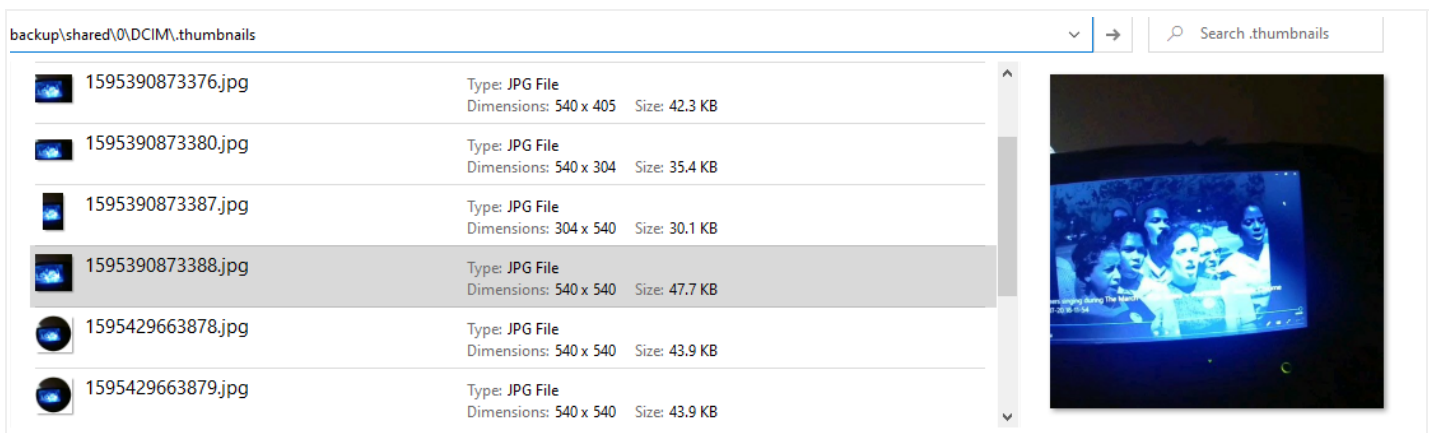 backup\shared\0\DCIM\.thumbnails
Search .thumbnails
1595390873376.jpg
Type: JPG File
Dimensions: 540 x 405 Size: 42.3 KB
1595390873380.jpg
Type: JPG File
Dimensions: 540 x 304 Size: 35.4 KB
1595390873387.jpg
Type: JPG File
Dimensions: 304 x 540 Size: 30.1 KB
1595390873388.jpg
Type: JPG File
Dimensions: 540 x 540 Size: 47.7 KB
1595429663878.jpg
Type: JPG File
Dimensions: 540 x 540 Size: 43.9 KB
1595429663879.jpg
Type: JPG File
Dimensions: 540 x 540 Size: 43.9 KB
singing during The March